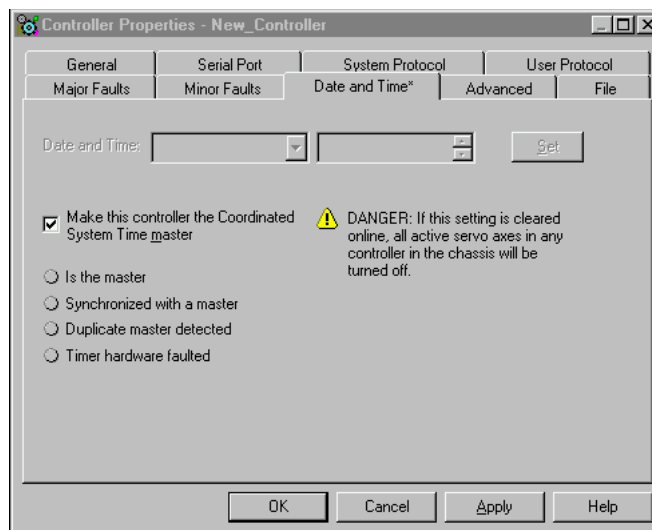 Controller Properties - New_Controller
General Serial Port System Protocol User Protocol
Major Faults Minor Faults Date and Time* Advanced File
Date and Time: Set
Make this controller the Coordinated
System Time master
DANGER: If this setting is cleared
online, all active servo axes in any
controller in the chassis will be
turned off.
Is the master
Synchronized with a master
Duplicate master detected
Timer hardware faulted
OK Cancel Apply Help